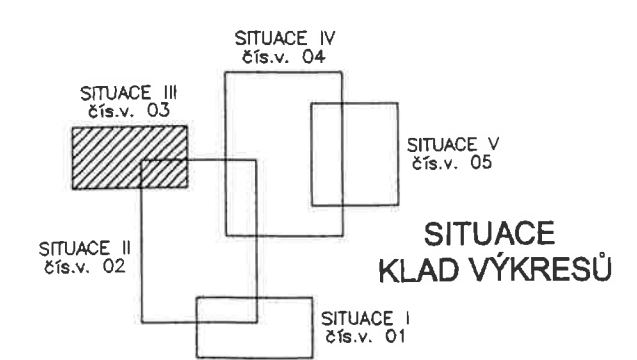 SITUACE IV
čís.v. 04
SITUACE III
čís.v. 03
SITUACE V
čís.v. 05
SITUACE
KLAD VÝKRESŮ
SITUACE II
čís.v. 02
SITUACE I
čís.v. 01